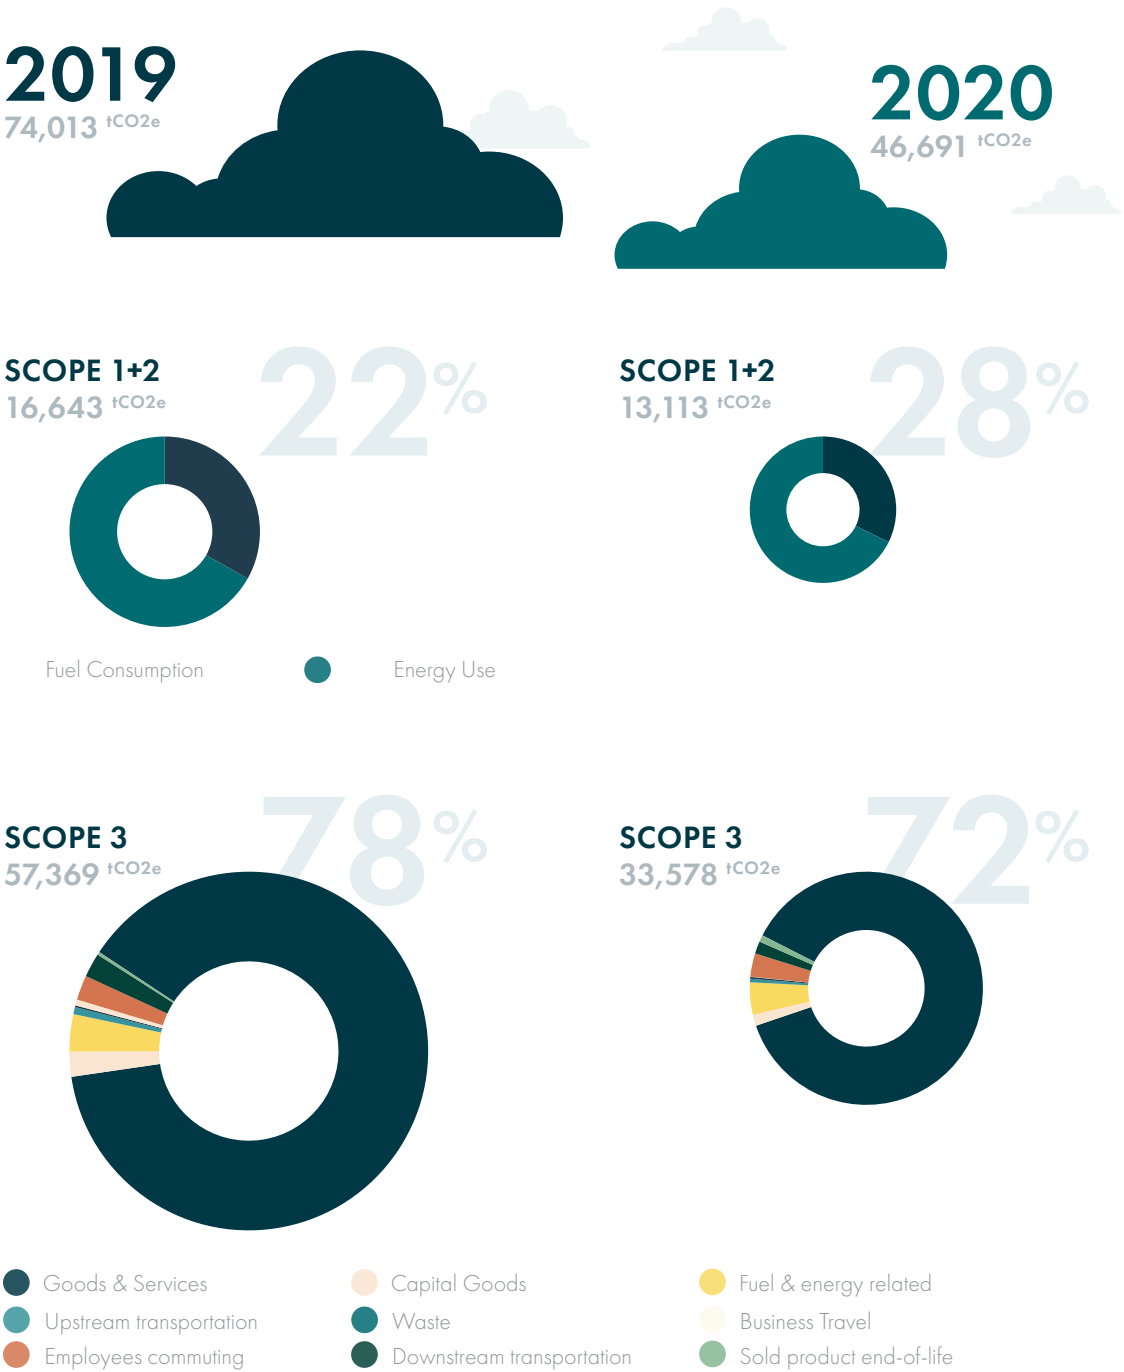 2019
74,013 tCO2e
2020
46,691 tCO2e
SCOPE 1+2
16,643 tCO2e
22%
SCOPE 1+2
13,113 tCO2e
28%
Fuel Consumption
Energy Use
SCOPE 3
57,369 tCO2e
78%
SCOPE 3
33,578 tCO2e
72%
Goods & Services
Capital Goods
Fuel & energy related
Upstream transportation
Waste
Business Travel
Employees commuting
Downstream transportation
Sold product end-of-life